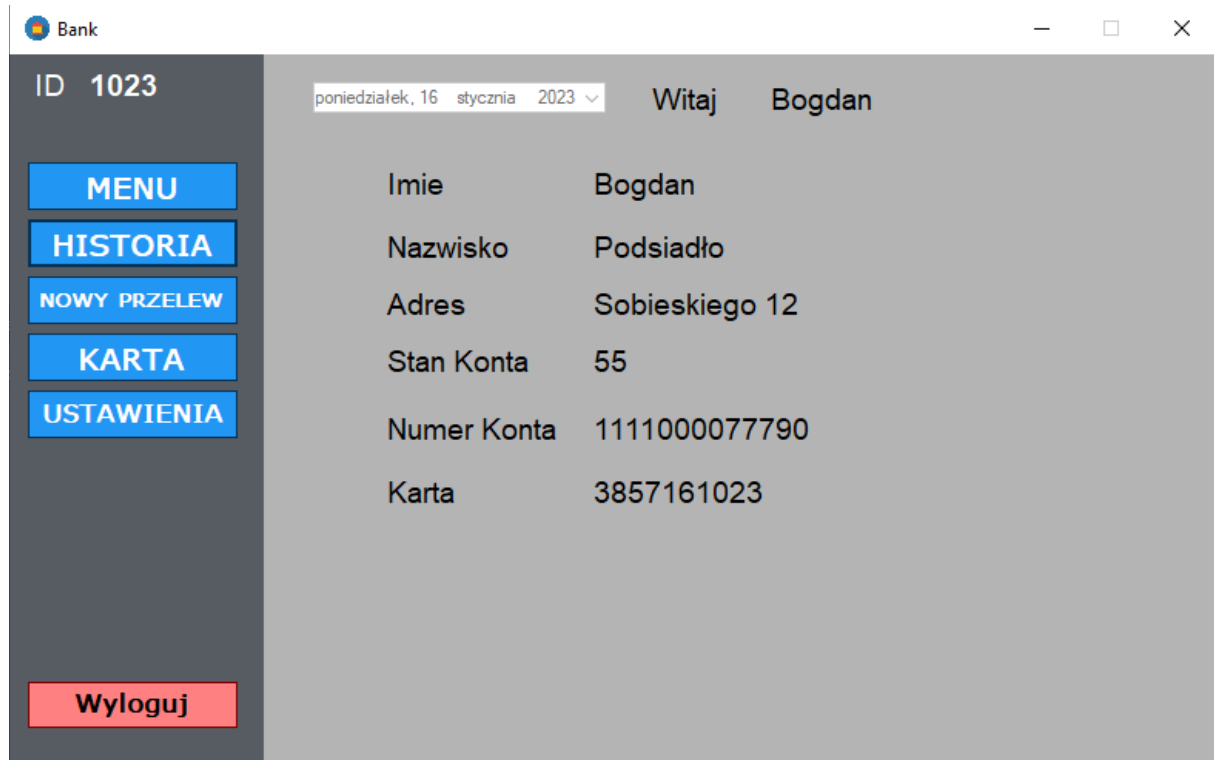 Bank
ID 1023
poniedziałek, 16 stycznia 2023
Witaj Bogdan
MENU
HISTORIA
NOWY PRZELEW
KARTA
USTAWIENIA
Wyloguj
Imie Bogdan
Nazwisko Podsiadło
Adres Sobieskiego 12
Stan Konta 55
Numer Konta 1111000077790
Karta 3857161023